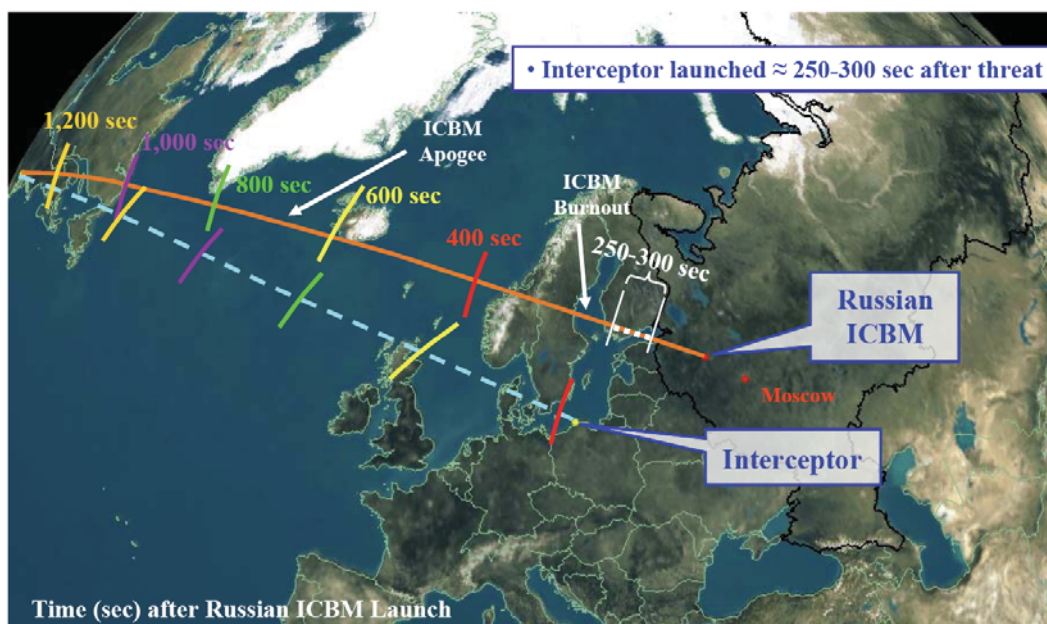 • Interceptor launched ≈ 250-300 sec after threat
1,200 sec
1,000 sec
800 sec
ICBM
Apogee
600 sec
400 sec
ICBM
Burnout
250-300 sec
Russian
ICBM
Moscow
Interceptor
Time (sec) after Russian ICBM Launch